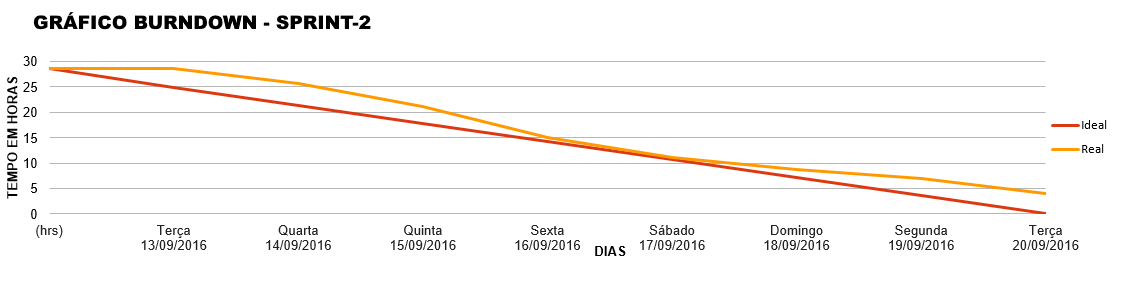 GRÁFICO BURNDOWN - SPRINT-2
TEMPO EM HORAS
30
25
20
15
10
5
0
Ideal
Real
(hrs)
Terça
13/09/2016
Quarta
14/09/2016
Quinta
15/09/2016
Sexta
16/09/2016
Sábado
17/09/2016
Domingo
18/09/2016
Segunda
19/09/2016
Terça
20/09/2016
DIAS